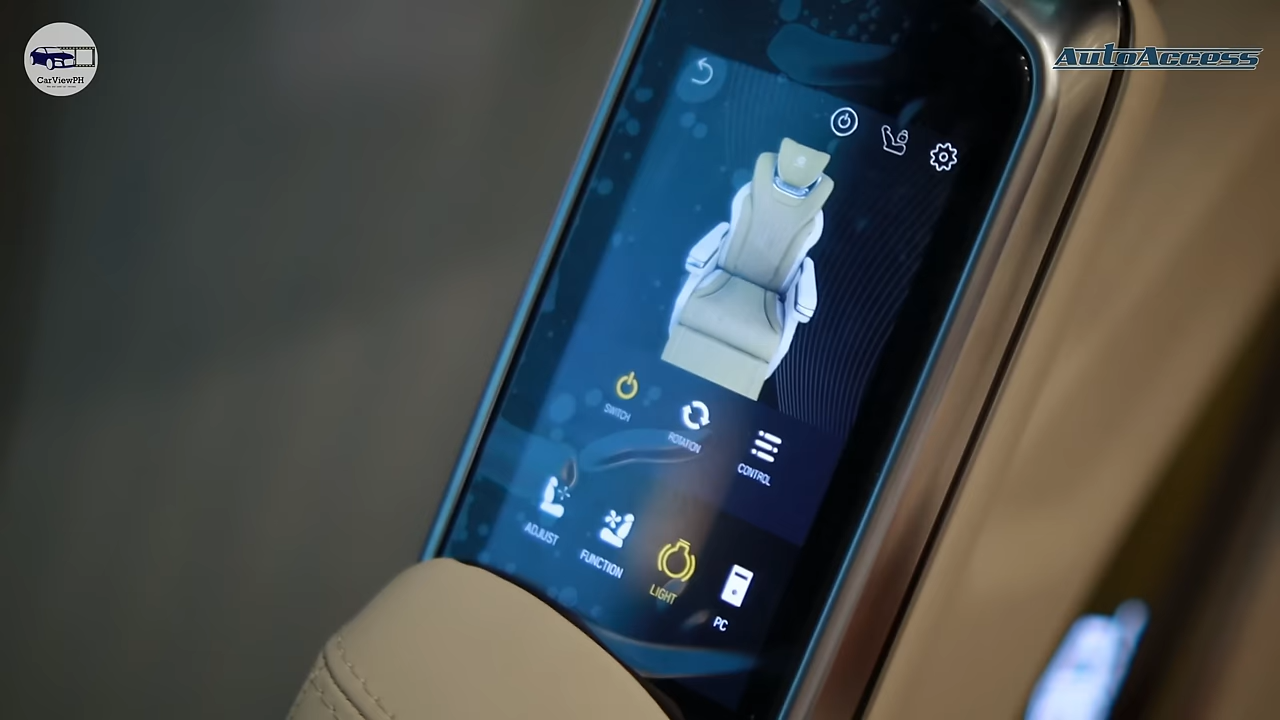 CarViewPH
AutoAccess
SWITCH
ROTATION
CONTROL
ADJUST
FUNCTION
LIGHT
PC